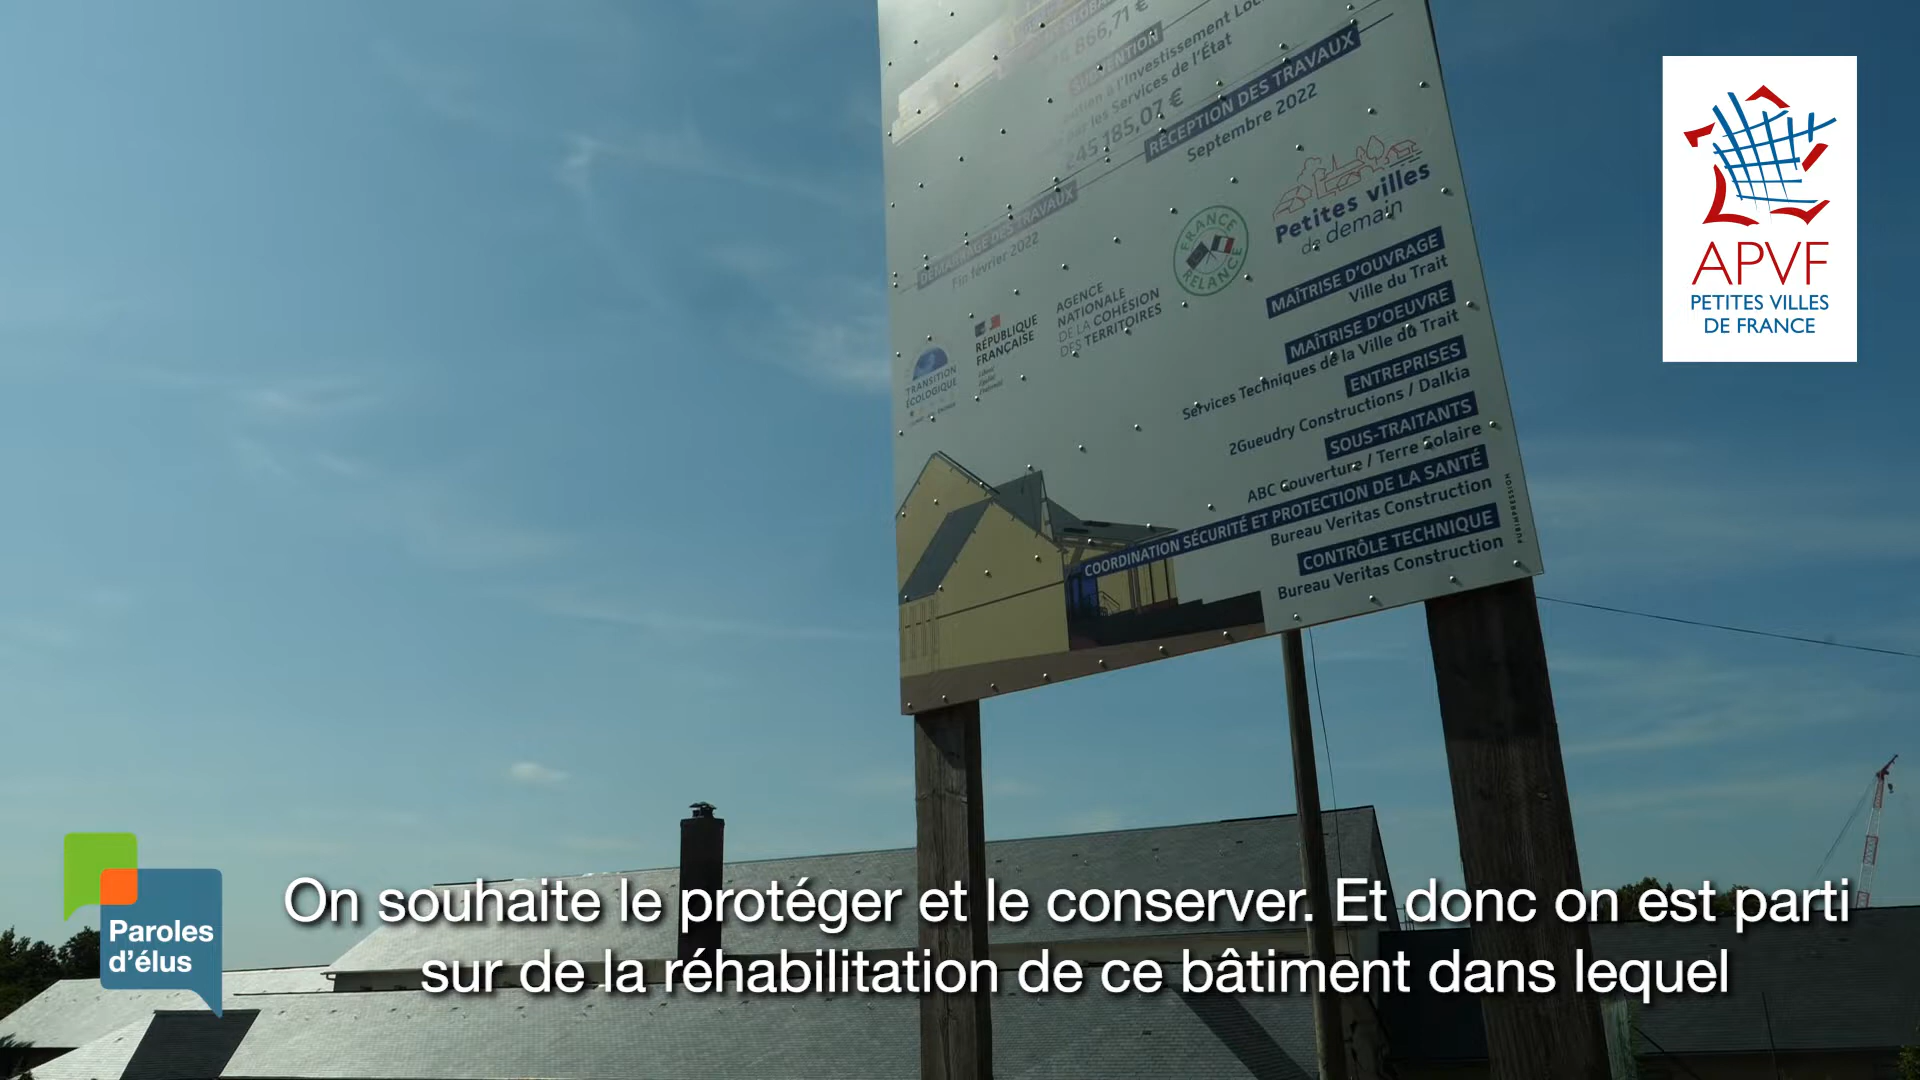 866,71 €
SUBVENTION
à l'Investissement
par les Services de l'État
245 185,07 €
RÉCEPTION DES TRAVAUX
Septembre 2022
DÉMARRAGE DES TRAVAUX
Fin février 2022
TRANSITION
ÉCOLOGIQUE
RÉPUBLIQUE
FRANÇAISE
Liberté
Égalité
Fraternité
AGENCE
NATIONALE
DE LA COHÉSION
DES TERRITOIRES
FRANCE
RELANCE
Petites villes
de demain
MAÎTRISE D'OUVRAGE
Ville du Trait
MAÎTRISE D'OEUVRE
Services Techniques de la Ville du Trait
ENTREPRISES
2Gueudry Constructions / Dalkia
SOUS-TRAITANTS
ABC Couverture / Terre Solaire
COORDINATION SÉCURITÉ ET PROTECTION DE LA SANTÉ
Bureau Veritas Construction
CONTRÔLE TECHNIQUE
Bureau Veritas Construction
PUBIMPRESSION
APVF
PETITES VILLES
DE FRANCE
Paroles
d'élus
On souhaite le protéger et le conserver. Et donc on est parti
sur de la réhabilitation de ce bâtiment dans lequel